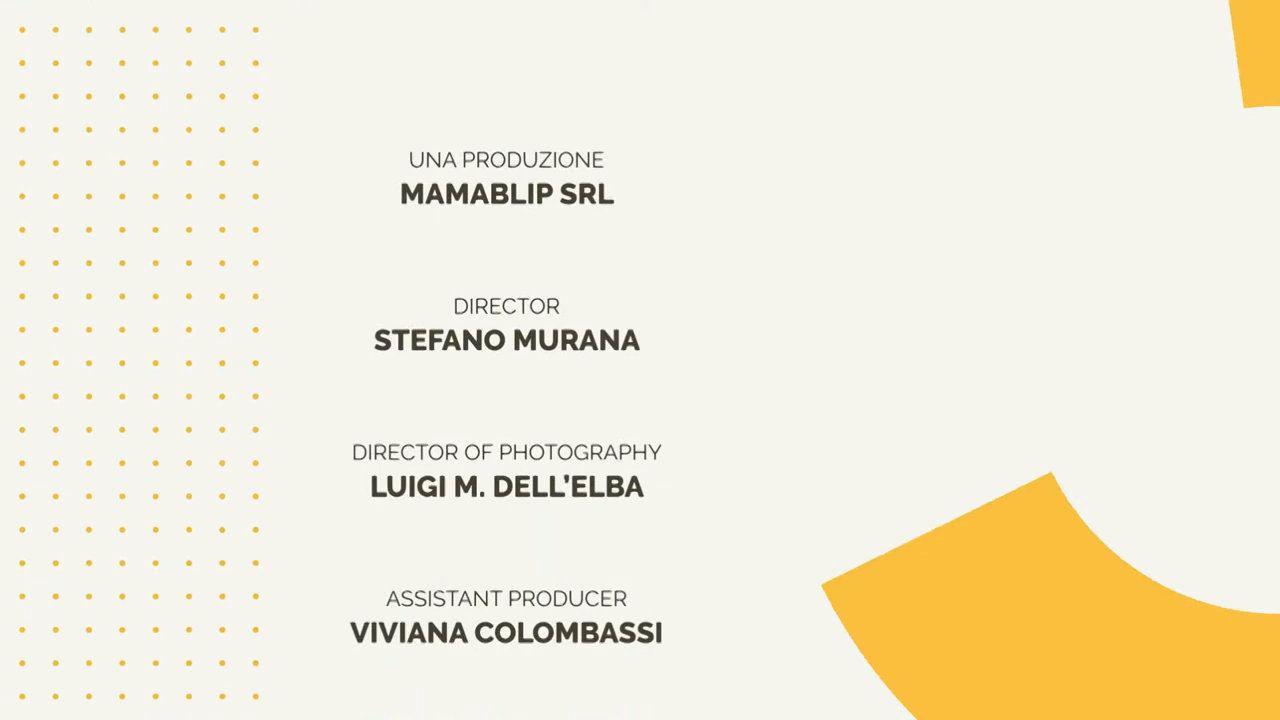 UNA PRODUZIONE
MAMABLIP SRL
DIRECTOR
STEFANO MURANA
DIRECTOR OF PHOTOGRAPHY
LUIGI M. DELL’ELBA
ASSISTANT PRODUCER
VIVIANA COLOMBASSI